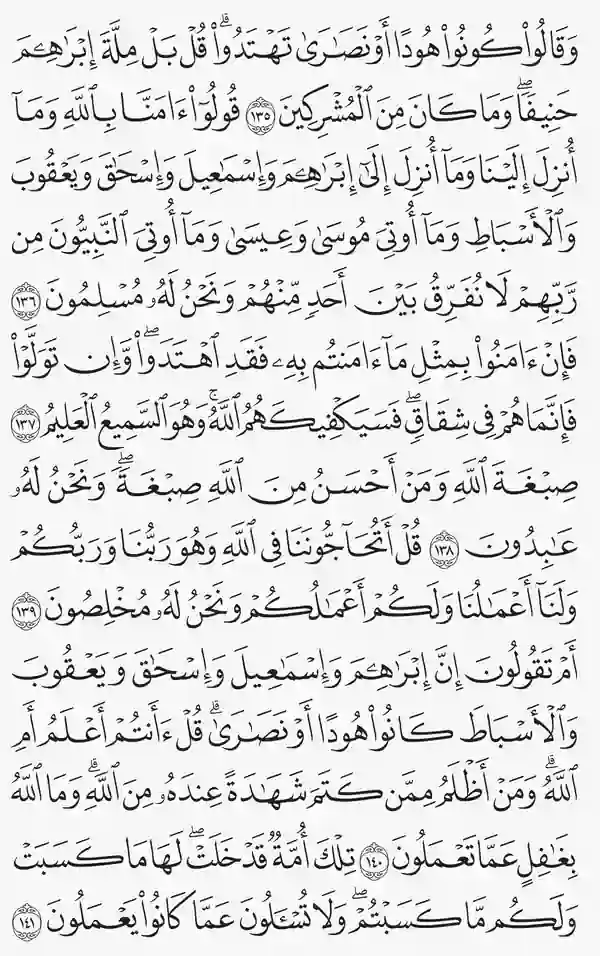 وَقَالُوا۟ كُونُوا۟ هُودًا أَوْ نَصَـٰرَىٰ تَهْتَدُوا۟ ۗ قُلْ بَلْ مِلَّةَ إِبْرَٰهِـۧمَ
حَنِيفًا ۖ وَمَا كَانَ مِنَ ٱلْمُشْرِكِينَ ١٣٥ قُولُوٓا۟ ءَامَنَّا بِٱللَّهِ وَمَآ
أُنزِلَ إِلَيْنَا وَمَآ أُنزِلَ إِلَىٰٓ إِبْرَٰهِـۧمَ وَإِسْمَـٰعِيلَ وَإِسْحَـٰقَ وَيَعْقُوبَ
وَٱلْأَسْبَاطِ وَمَآ أُوتِىَ مُوسَىٰ وَعِيسَىٰ وَمَآ أُوتِىَ ٱلنَّبِيُّونَ مِن
رَّبِّهِمْ لَا نُفَرِّقُ بَيْنَ أَحَدٍ مِّنْهُمْ وَنَحْنُ لَهُۥ مُسْلِمُونَ ١٣٦
فَإِنْ ءَامَنُوا۟ بِمِثْلِ مَآ ءَامَنتُم بِهِۦ فَقَدِ ٱهْتَدَوا۟ ۖ وَّإِن تَوَلَّوْا۟
فَإِنَّمَا هُمْ فِى شِقَاقٍ ۖ فَسَيَكْفِيكَهُمُ ٱللَّهُ ۚ وَهُوَ ٱلسَّمِيعُ ٱلْعَلِيمُ ١٣٧
صِبْغَةَ ٱللَّهِ وَمَنْ أَحْسَنُ مِنَ ٱللَّهِ صِبْغَةً ۖ وَنَحْنُ لَهُۥ
عَـٰبِدُونَ ١٣٨ قُلْ أَتُحَآجُّونَنَا فِى ٱللَّهِ وَهُوَ رَبُّنَا وَرَبُّكُمْ
وَلَنَآ أَعْمَـٰلُنَا وَلَكُمْ أَعْمَـٰلُكُمْ وَنَحْنُ لَهُۥ مُخْلِصُونَ ١٣٩
أَمْ تَقُولُونَ إِنَّ إِبْرَٰهِـۧمَ وَإِسْمَـٰعِيلَ وَإِسْحَـٰقَ وَيَعْقُوبَ
وَٱلْأَسْبَاطَ كَانُوا۟ هُودًا أَوْ نَصَـٰرَىٰ ۗ قُلْ ءَأَنتُمْ أَعْلَمُ أَمِ
ٱللَّهُ ۗ وَمَنْ أَظْلَمُ مِمَّن كَتَمَ شَهَـٰدَةً عِندَهُۥ مِنَ ٱللَّهِ ۗ وَمَا ٱللَّهُ
بِغَـٰفِلٍ عَمَّا تَعْمَلُونَ ١٤٠ تِلْكَ أُمَّةٌ قَدْ خَلَتْ ۖ لَهَا مَا كَسَبَتْ
وَلَكُم مَّا كَسَبْتُمْ ۖ وَلَا تُسْـَٔلُونَ عَمَّا كَانُوا۟ يَعْمَلُونَ ١٤١